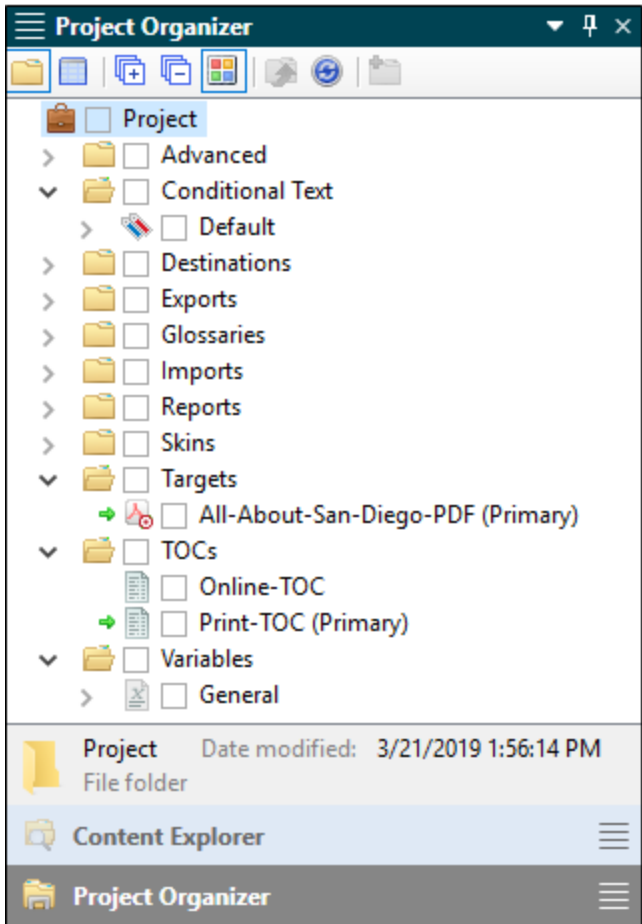 Project Organizer
Project
Advanced
Conditional Text
Default
Destinations
Exports
Glossaries
Imports
Reports
Skins
Targets
All-About-San-Diego-PDF (Primary)
TOCs
Online-TOC
Print-TOC (Primary)
Variables
General
Project Date modified: 3/21/2019 1:56:14 PM
File folder
Content Explorer
Project Organizer